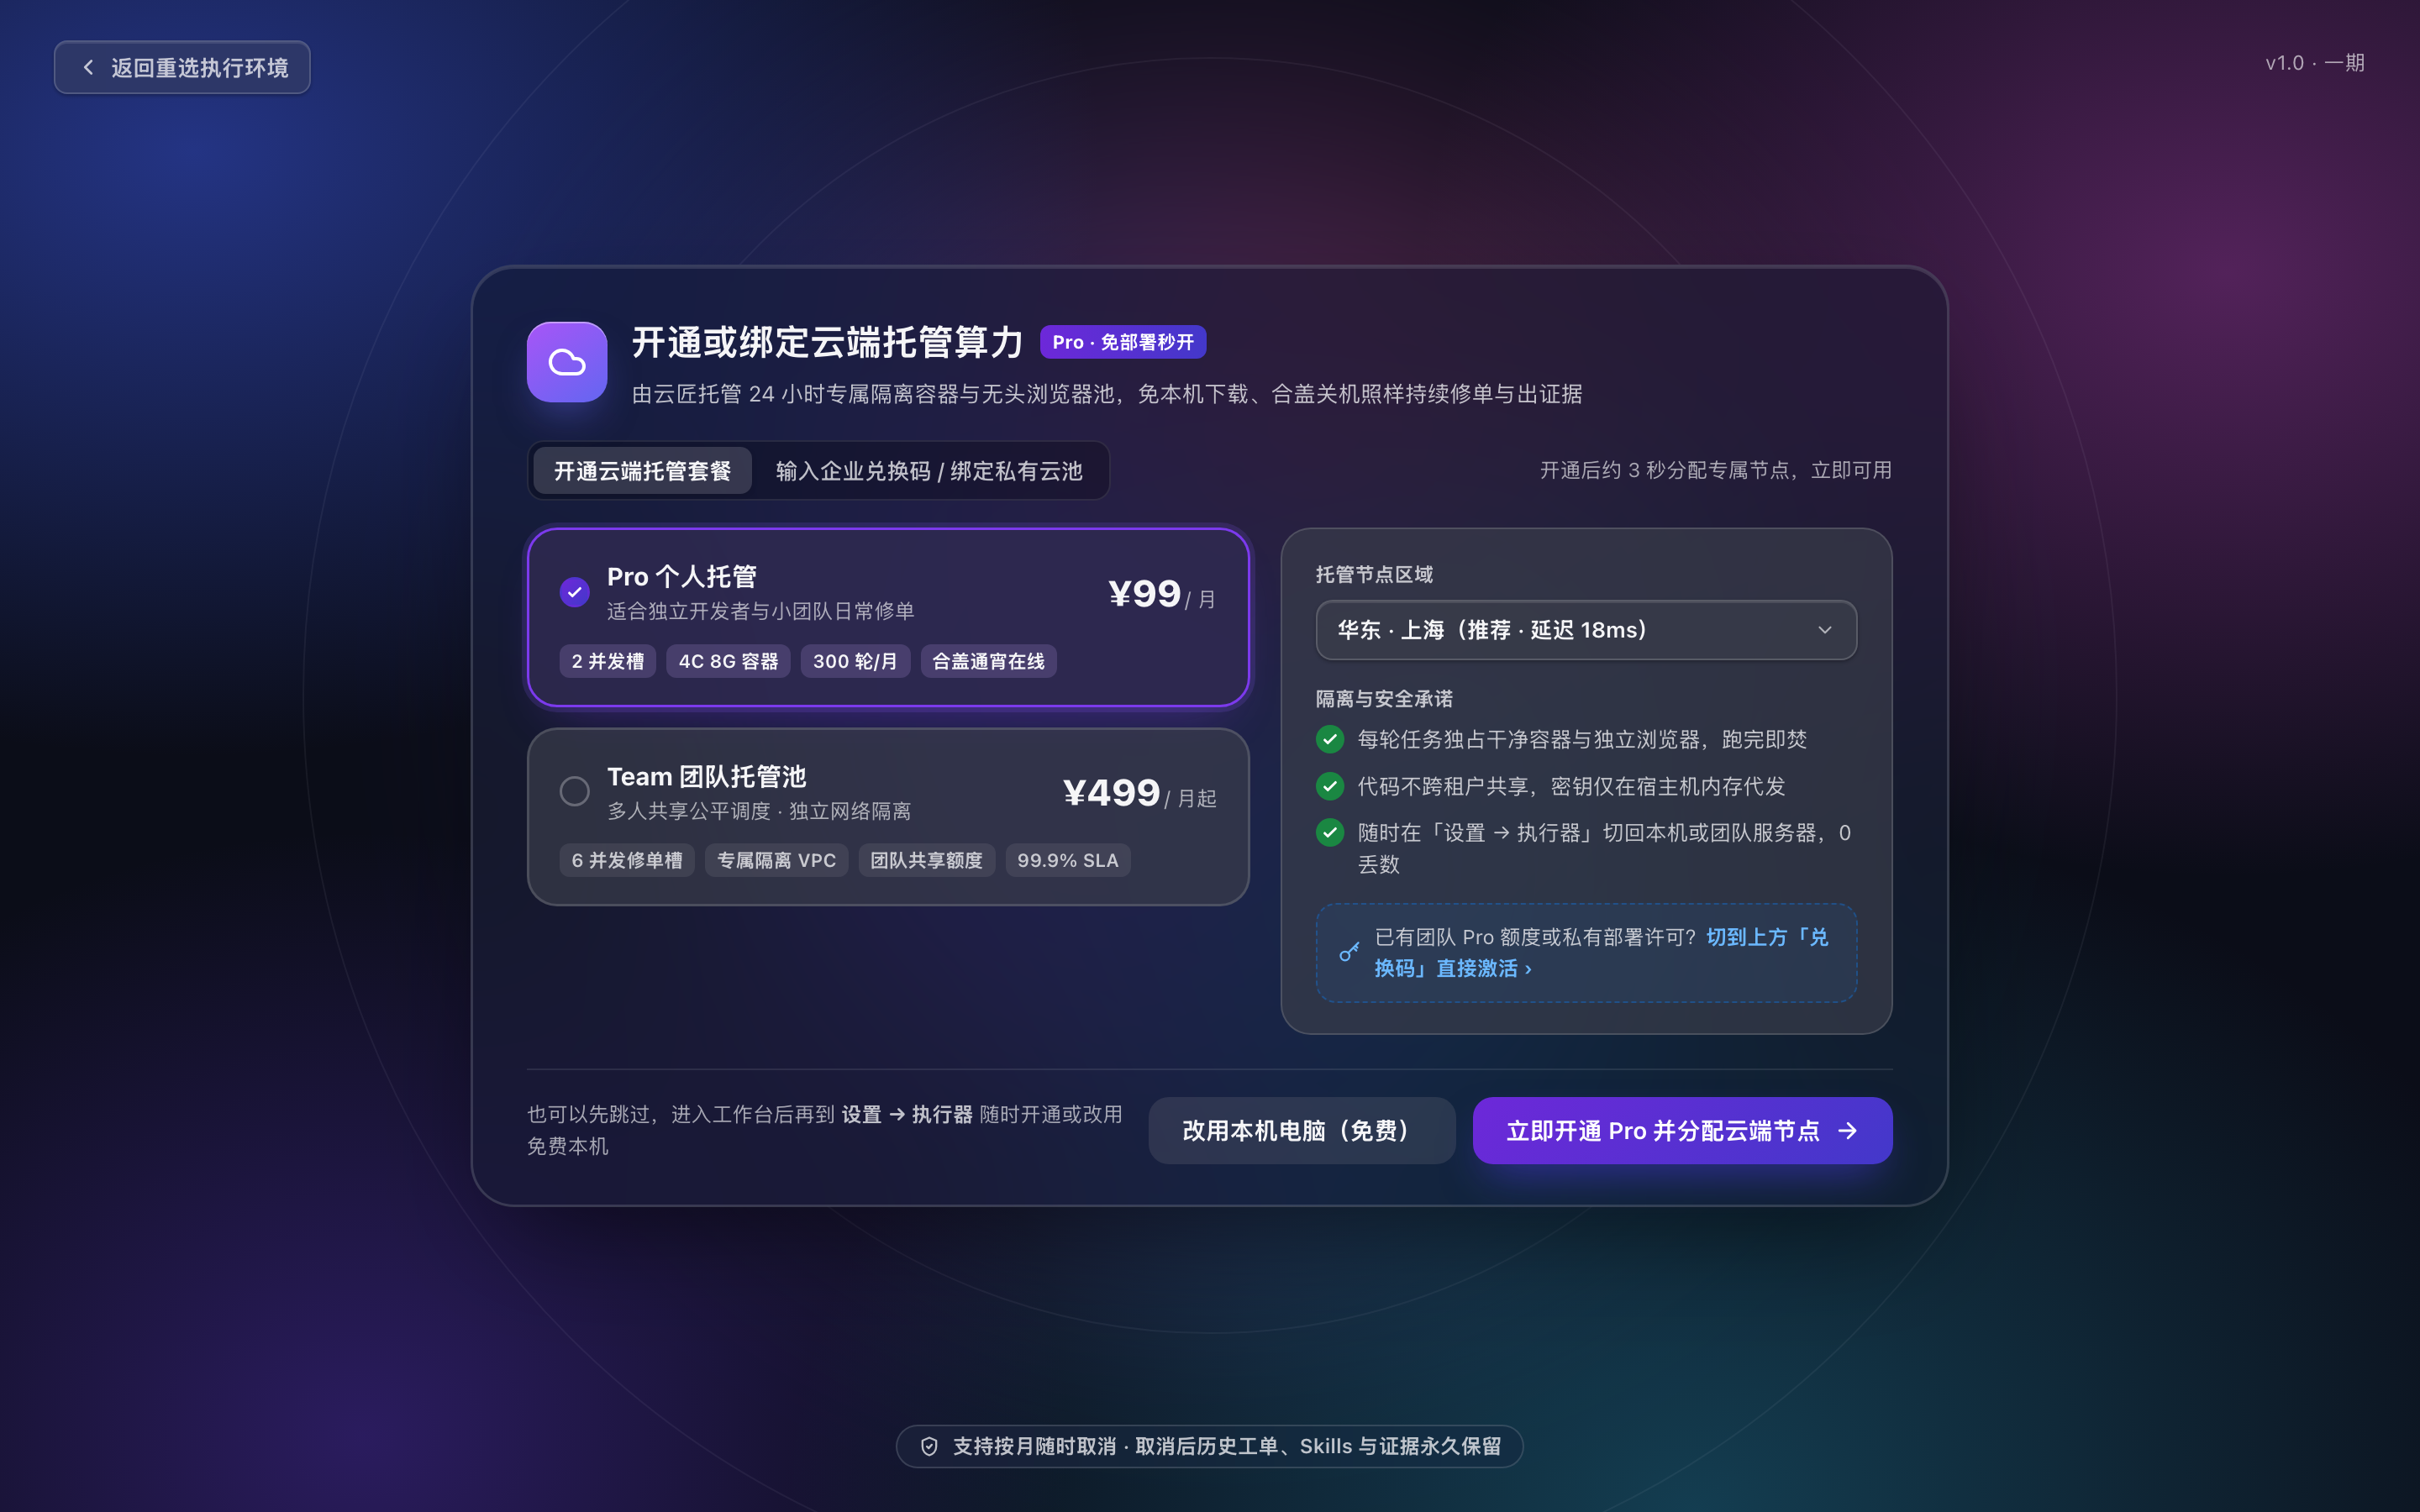 返回重选执行环境
v1.0 · 一期
开通或绑定云端托管算力
Pro · 免部署秒开
由云匠托管 24 小时专属隔离容器与无头浏览器池，免本机下载、合盖关机照样持续修单与出证据
开通云端托管套餐
输入企业兑换码 / 绑定私有云池
开通后约 3 秒分配专属节点，立即可用
Pro 个人托管
适合独立开发者与小团队日常修单
¥99 / 月
2 并发槽
4C 8G 容器
300 轮/月
合盖通宵在线
Team 团队托管池
多人共享公平调度 · 独立网络隔离
¥499 / 月起
6 并发修单槽
专属隔离 VPC
团队共享额度
99.9% SLA
托管节点区域
华东 · 上海（推荐 · 延迟 18ms）
隔离与安全承诺
每轮任务独占干净容器与独立浏览器，跑完即焚
代码不跨租户共享，密钥仅在宿主机内存代发
随时在「设置 → 执行器」切回本机或团队服务器，0
丢数
已有团队 Pro 额度或私有部署许可？切到上方「兑
换码」直接激活 ›
也可以先跳过，进入工作台后再到 设置 → 执行器 随时开通或改用
免费本机
改用本机电脑（免费）
立即开通 Pro 并分配云端节点 →
支持按月随时取消 · 取消后历史工单、Skills 与证据永久保留